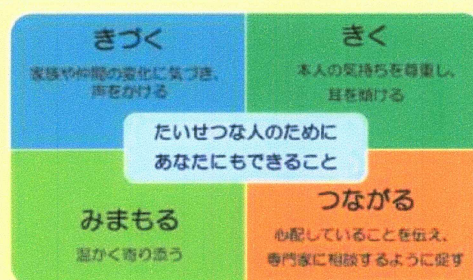 きづく
家族や仲間の変化に気づき、
声をかける
きく
本人の気持ちを尊重し、
耳を傾ける
たいせつな人のために
あなたにもできること
みまもる
温かく寄り添う
つながる
心配していることを伝え、
専門家に相談するように促す